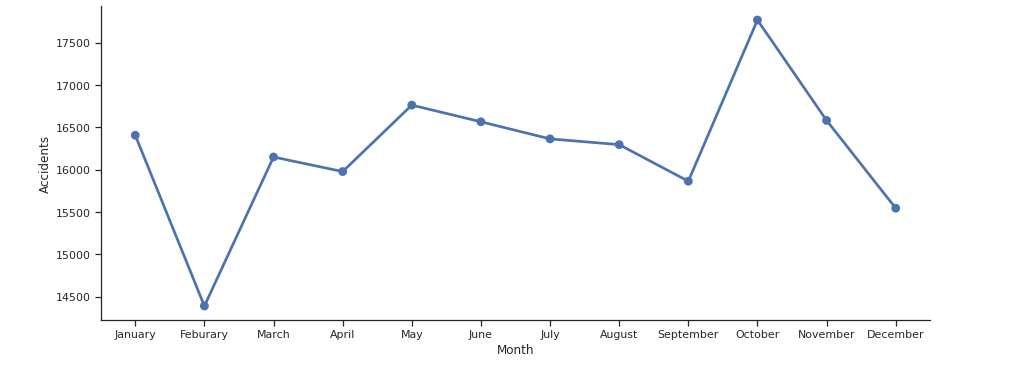 17500
17000
16500
16000
15500
15000
14500
Accidents
January Feburary March April May June July August September October November December
Month